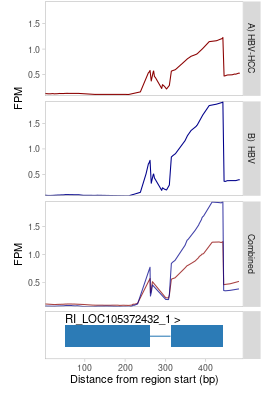 1.5
1.0
0.5
FPM
A) HBV-HCC
1.5
1.0
0.5
B) HBV
1.5
1.0
0.5
FPM
Combined
RI_LOC105372432_1 >
100 200 300 400
Distance from region start (bp)